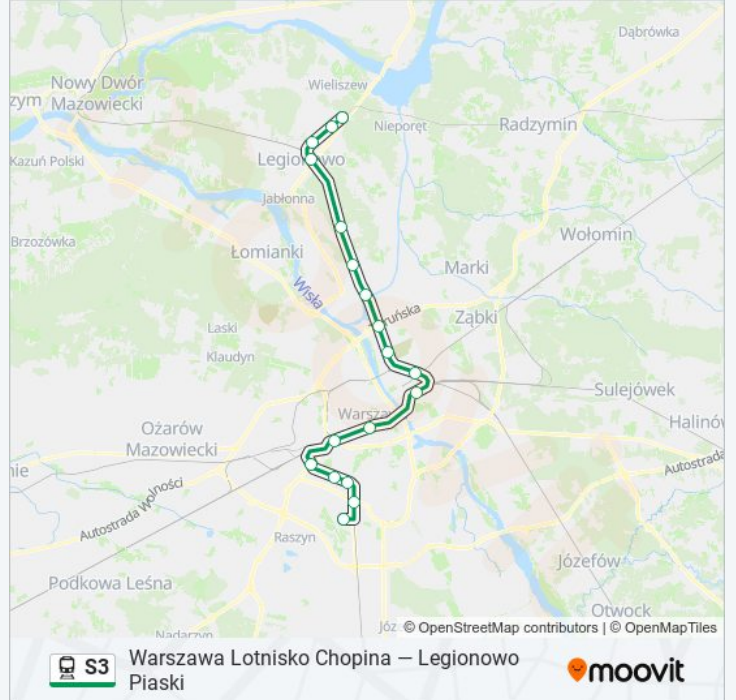 Dąbrówka
Nowy Dwór
Mazowiecki
Wieliszew
zym
Nieporęt
Radzymin
Kazuń Polski
Legionowo
Jabłonna
Brzozówka
Łomianki
Wołomin
Marki
Wisła
Toruńska
Ząbki
Laski
Klaudyn
Sulejówek
Warsza
Halinów
Ożarów
Mazowiecki
nie
Autostrada
Autostrada Wolności
Raszyn
Józefów
Podkowa Leśna
Otwock
Nadarzyn
Józ
© OpenStreetMap contributors | © OpenMapTiles
S3
Warszawa Lotnisko Chopina — Legionowo
Piaski
moovit